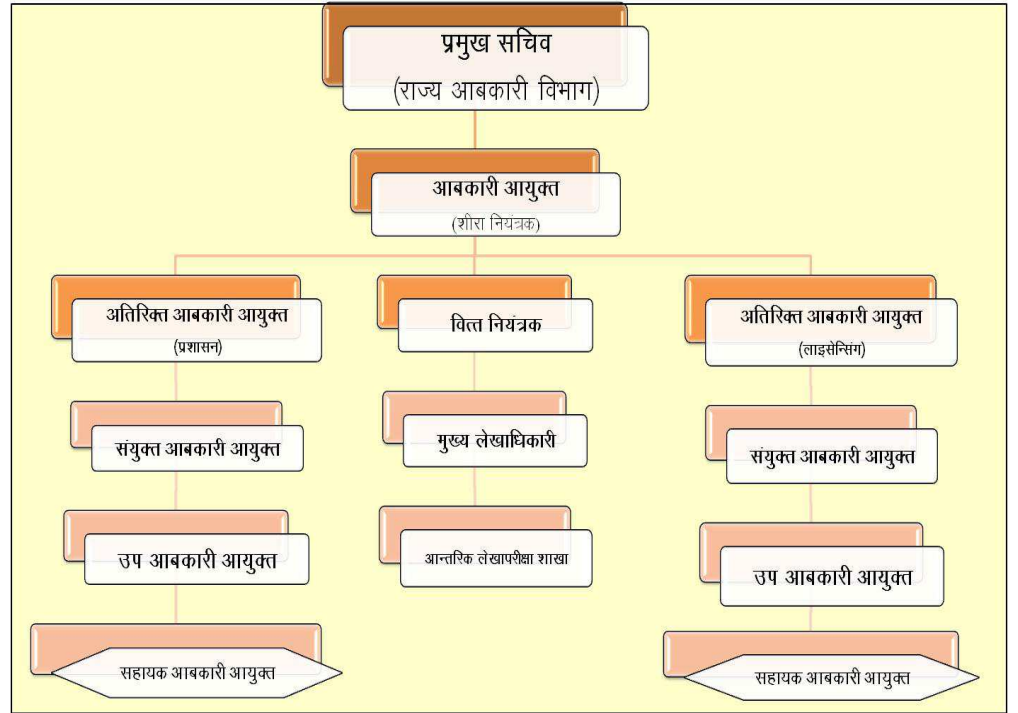 प्रमुख सचिव
(राज्य आबकारी विभाग)
आबकारी आयुक्त
(शीरा नियंत्रक)
अतिरिक्त आबकारी आयुक्त
(प्रशासन)
वित्त नियंत्रक
अतिरिक्त आबकारी आयुक्त
(लाइसेन्सिंग)
संयुक्त आबकारी आयुक्त
मुख्य लेखाधिकारी
संयुक्त आबकारी आयुक्त
उप आबकारी आयुक्त
आन्तरिक लेखापरीक्षा शाखा
उप आबकारी आयुक्त
सहायक आबकारी आयुक्त
सहायक आबकारी आयुक्त